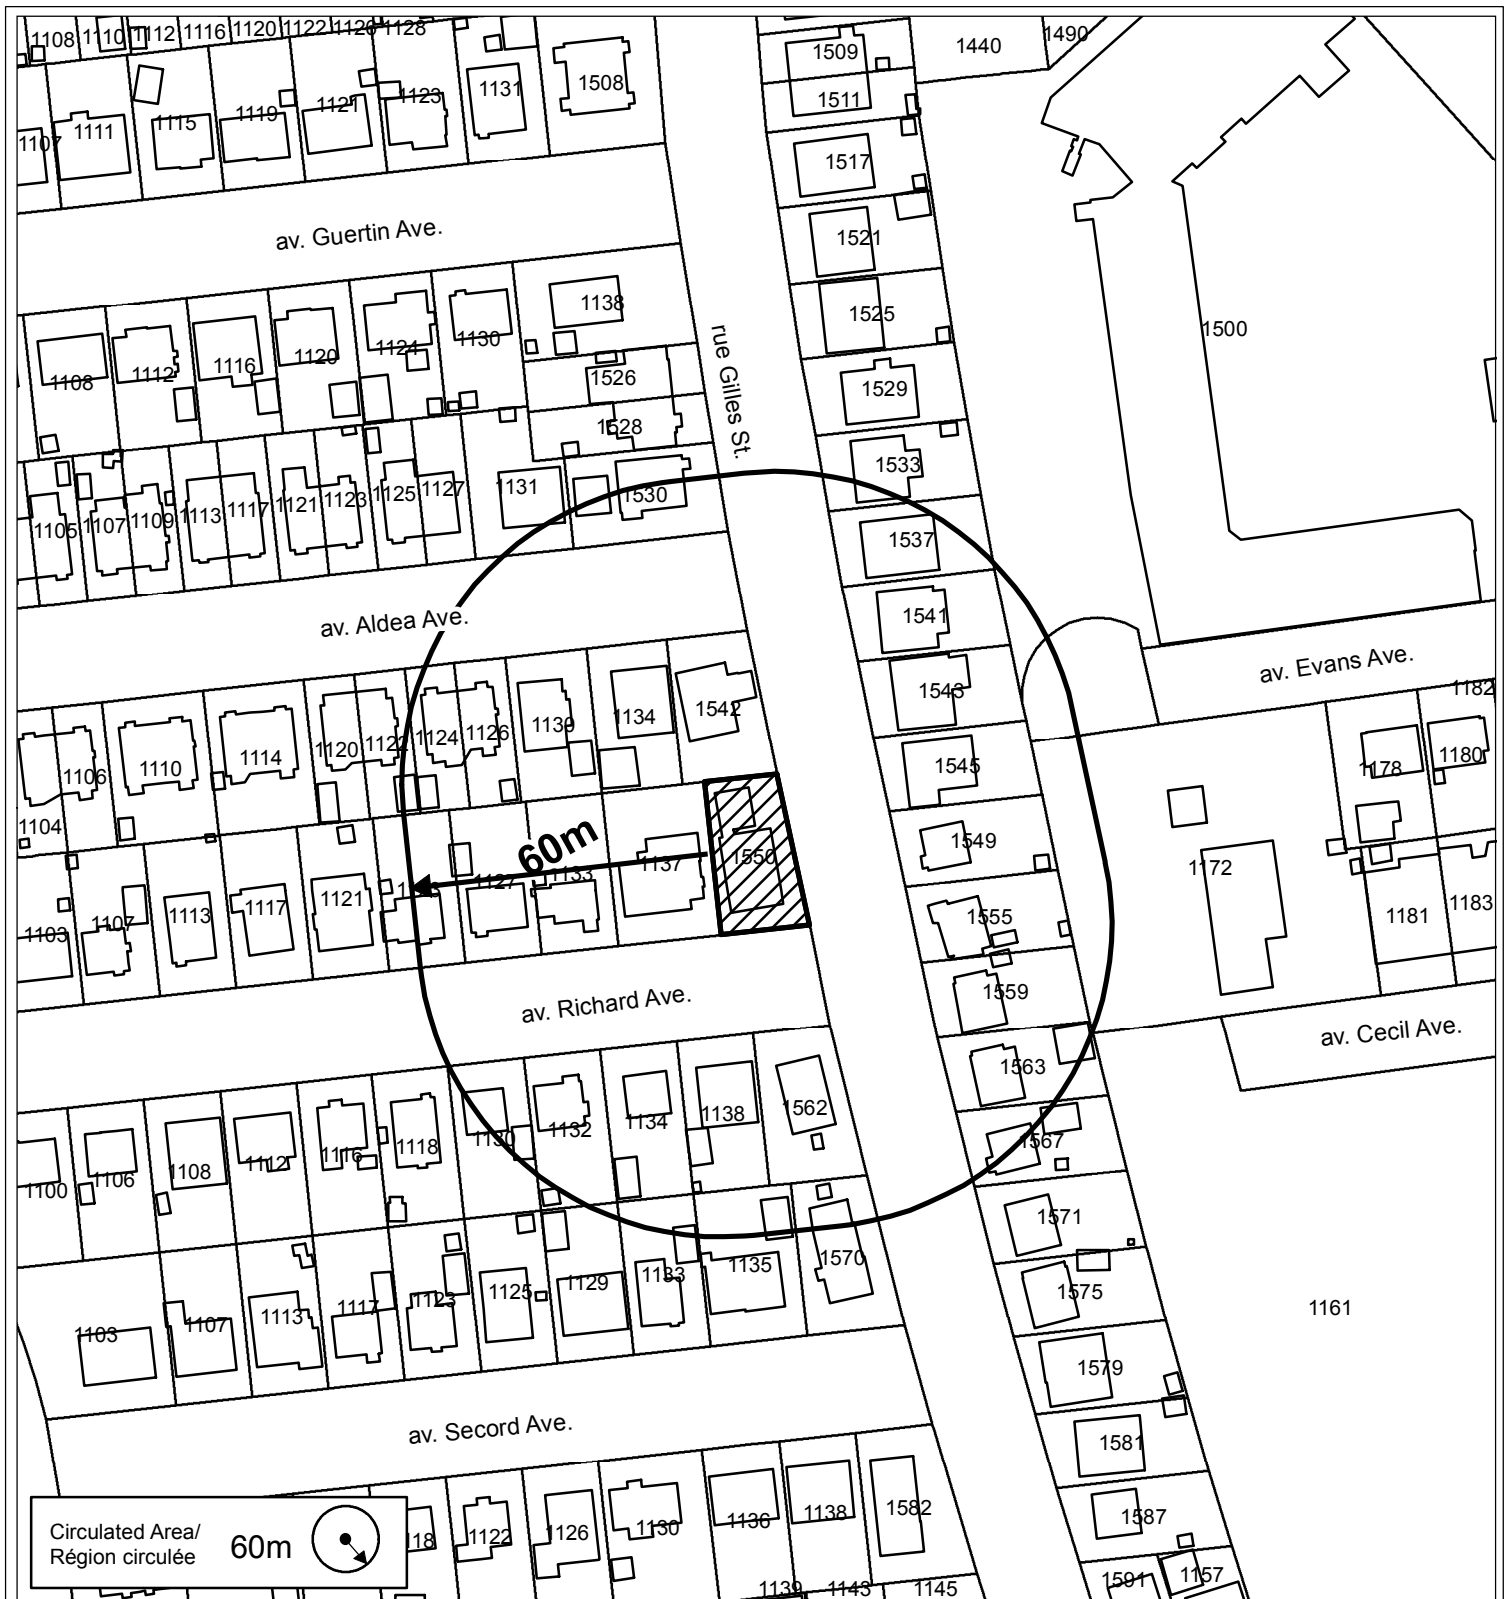 1108 1110 1112 1116 1120 1122 1126 1128
1509 1440 1490
1508
1131 1123 1121 1119 1115 1111 1107
1511
1517
av. Guertin Ave.
1521
1138
1525
1500
rue Gilles St.
1108 1112 1116 1120 1124 1130
1526
1529
1528
1533
1105 1107 1109 1113 1117 1121 1123 1125 1127 1131 1530
1537
av. Aldea Ave.
1541
av. Evans Ave.
1543
1182
1104 1106 1110 1114 1120 1122 1124 1126 1130 1134 1542
1545
1178 1180
60m
1549
1550
1172
1103 1107 1113 1117 1121 1127 1133 1137
1555
1181 1183
1559
av. Richard Ave.
av. Cecil Ave.
1563
1100 1106 1108 1112 1116 1118 1130 1132 1134 1138 1562
1567
1571
1103 1107 1113 1117 1123 1125 1129 1133 1135 1570
1575
1161
1579
av. Secord Ave.
1581
1587
118 1122 1126 1130 1136 1138 1582
1591 1157
1139 1143 1145
Circulated Area/
Région circulée
60m